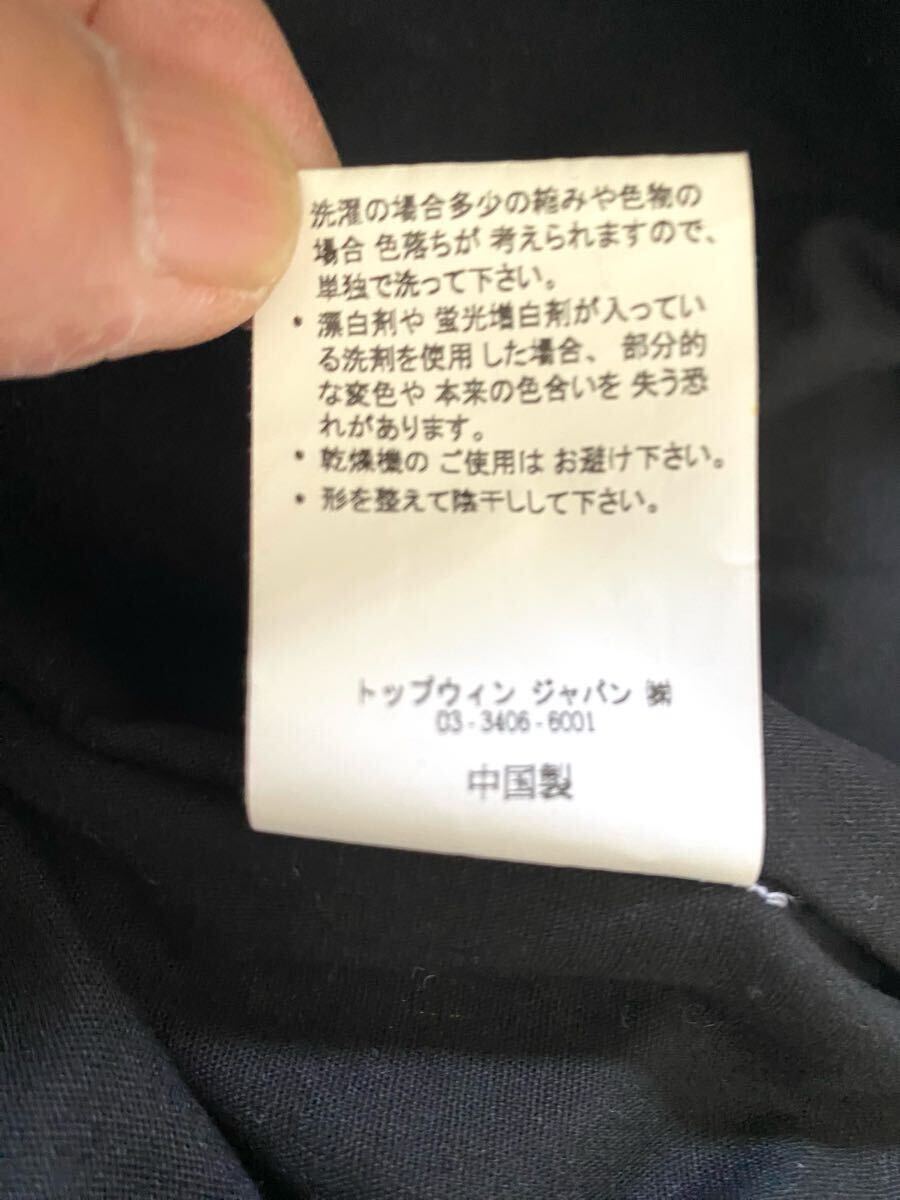 洗濯の場合多少の縮みや色物の
場合 色落ちが 考えられますので、
単独で洗って下さい。
・漂白剤や 蛍光増白剤が入ってい
る洗剤を使用 した場合、 部分的
な変色や 本来の色合いを 失う恐
れがあります。
・乾燥機の ご使用は お避け下さい。
・形を整えて陰干しして下さい。
トップウィン ジャパン ㈱
03-3406-6001
中国製